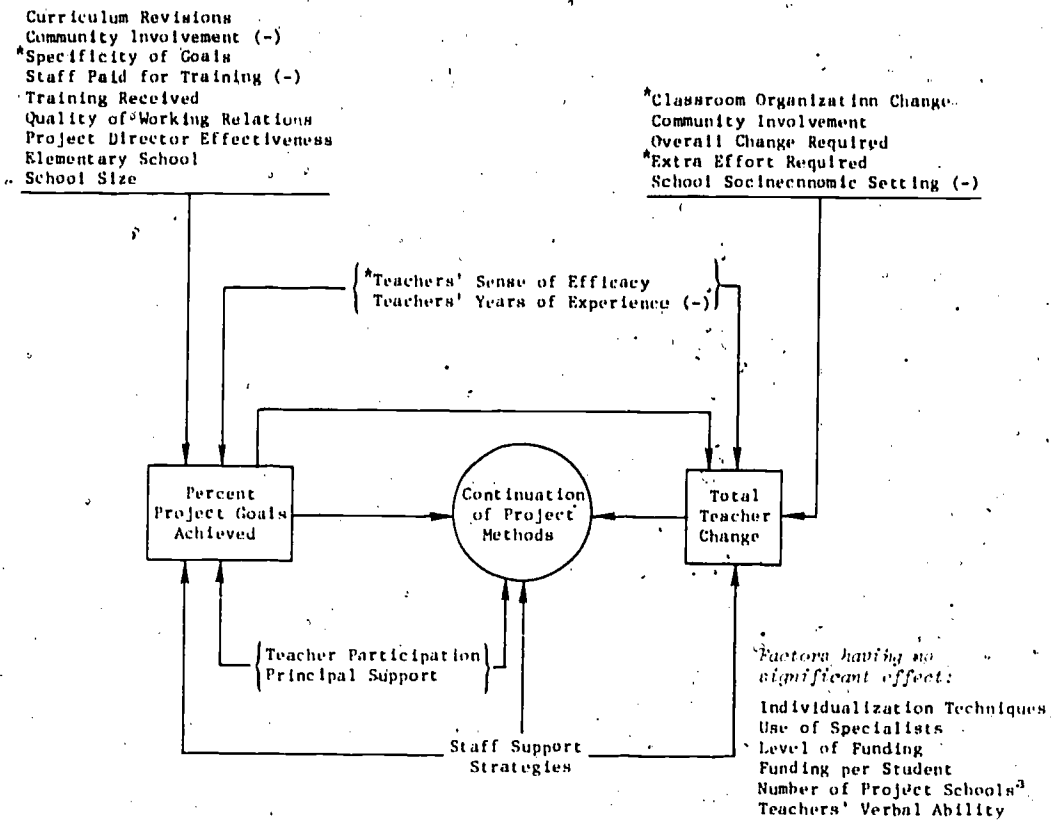 Curriculum Revisions
Community Involvement (-)
*Specificity of Goals
Staff Paid for Training (-)
Training Received
Quality of Working Relations
Project Director Effectiveness
Elementary School
School Size
*Classroom Organization Change
Community Involvement
Overall Change Required
*Extra Effort Required
School Socioeconomic Setting (-)
*Teachers' Sense of Efficacy
Teachers' Years of Experience (-)
Percent
Project Goals
Achieved
Continuation
of Project
Methods
Total
Teacher
Change
Teacher Participation
Principal Support
Staff Support
Strategies
Factors having no
significant effect:
Individualization Techniques
Use of Specialists
Level of Funding
Funding per Student
Number of Project Schools³
Teachers' Verbal Ability